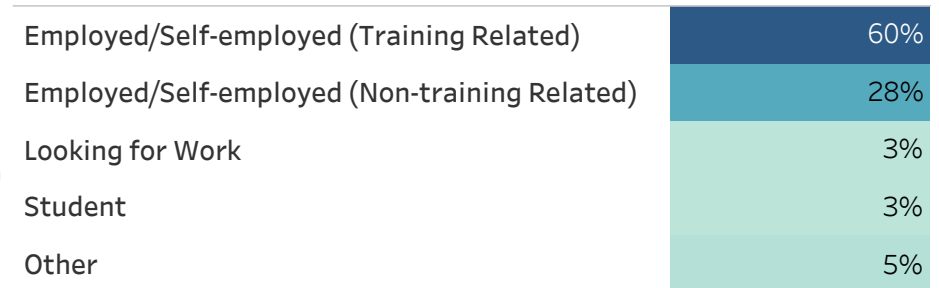 Employed/Self-employed (Training Related) 60%
Employed/Self-employed (Non-training Related) 28%
Looking for Work 3%
Student 3%
Other 5%